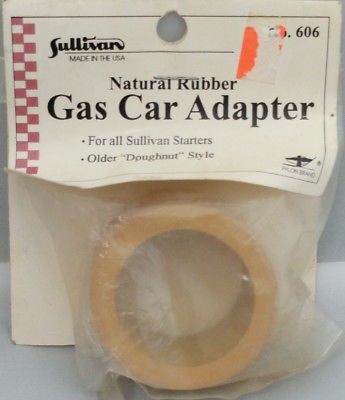 Sullivan
MADE IN THE USA
606
Natural Rubber
Gas Car Adapter
• For all Sullivan Starters
• Older "Doughnut" Style
®
PYLON BRAND